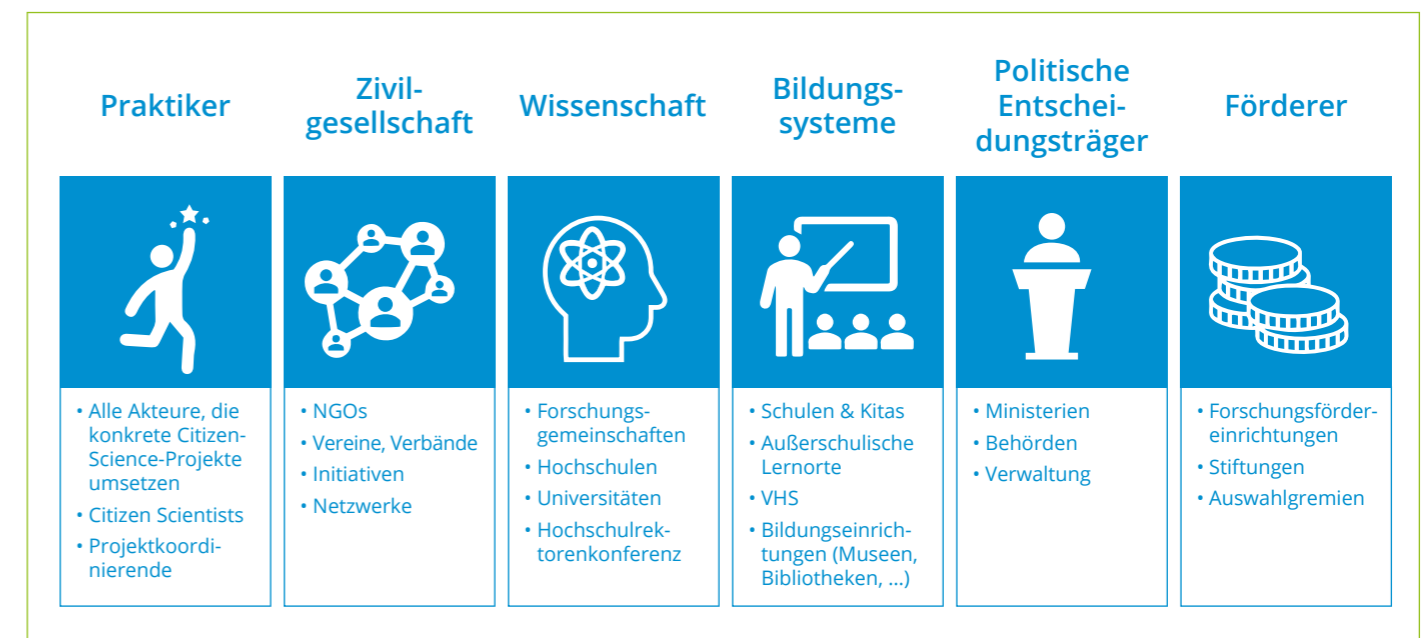 Praktiker
Zivil-
gesellschaft
Wissenschaft
Bildungs-
systeme
Politische
Entschei-
dungsträger
Förderer
• Alle Akteure, die
konkrete Citizen-
Science-Projekte
umsetzen
• Citizen Scientists
• Projektkoordi-
nierende
• NGOs
• Vereine, Verbände
• Initiativen
• Netzwerke
• Forschungs-
gemeinschaften
• Hochschulen
• Universitäten
• Hochschulrek-
torenkonferenz
• Schulen & Kitas
• Außerschulische
Lernorte
• VHS
• Bildungseinrich-
tungen (Museen,
Bibliotheken, ...)
• Ministerien
• Behörden
• Verwaltung
• Forschungsförder-
einrichtungen
• Stiftungen
• Auswahlgremien